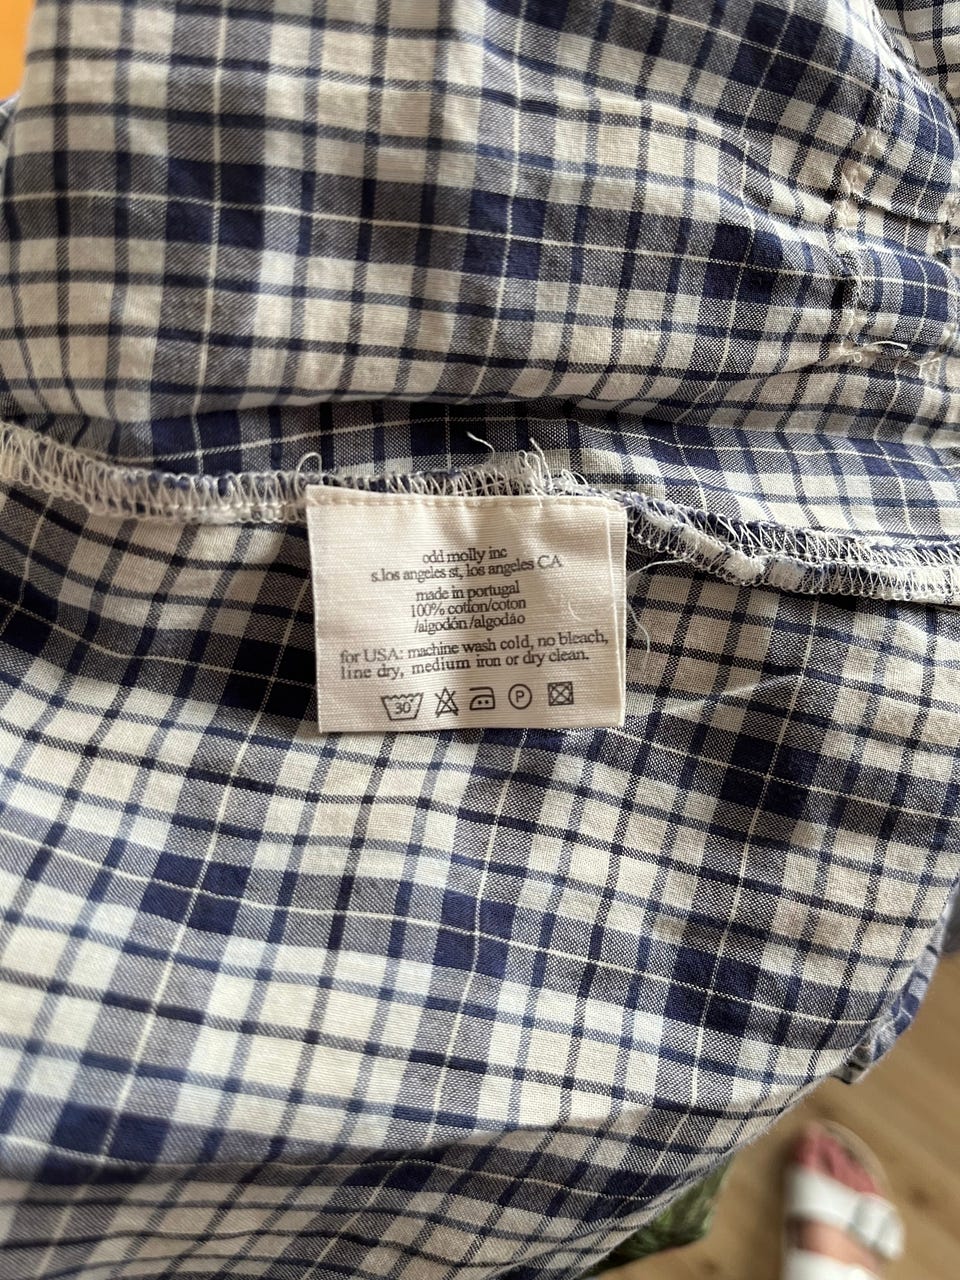 odd molly inc
s.los angeles st, los angeles CA
made in portugal
100% cotton/coton
/algodón /algodão
for USA: machine wash cold, no bleach,
line dry, medium iron or dry clean.
30° P